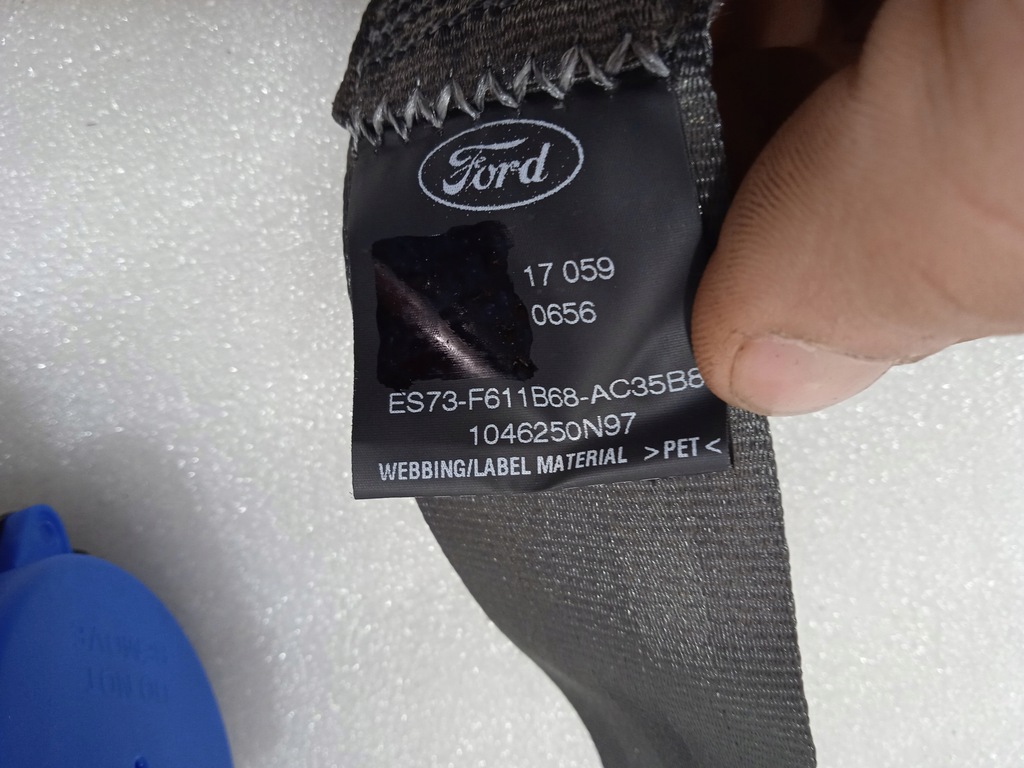 Ford
17 059
0656
ES73-F611B68-AC35B8
1046250N97
WEBBING/LABEL MATERIAL >PET<